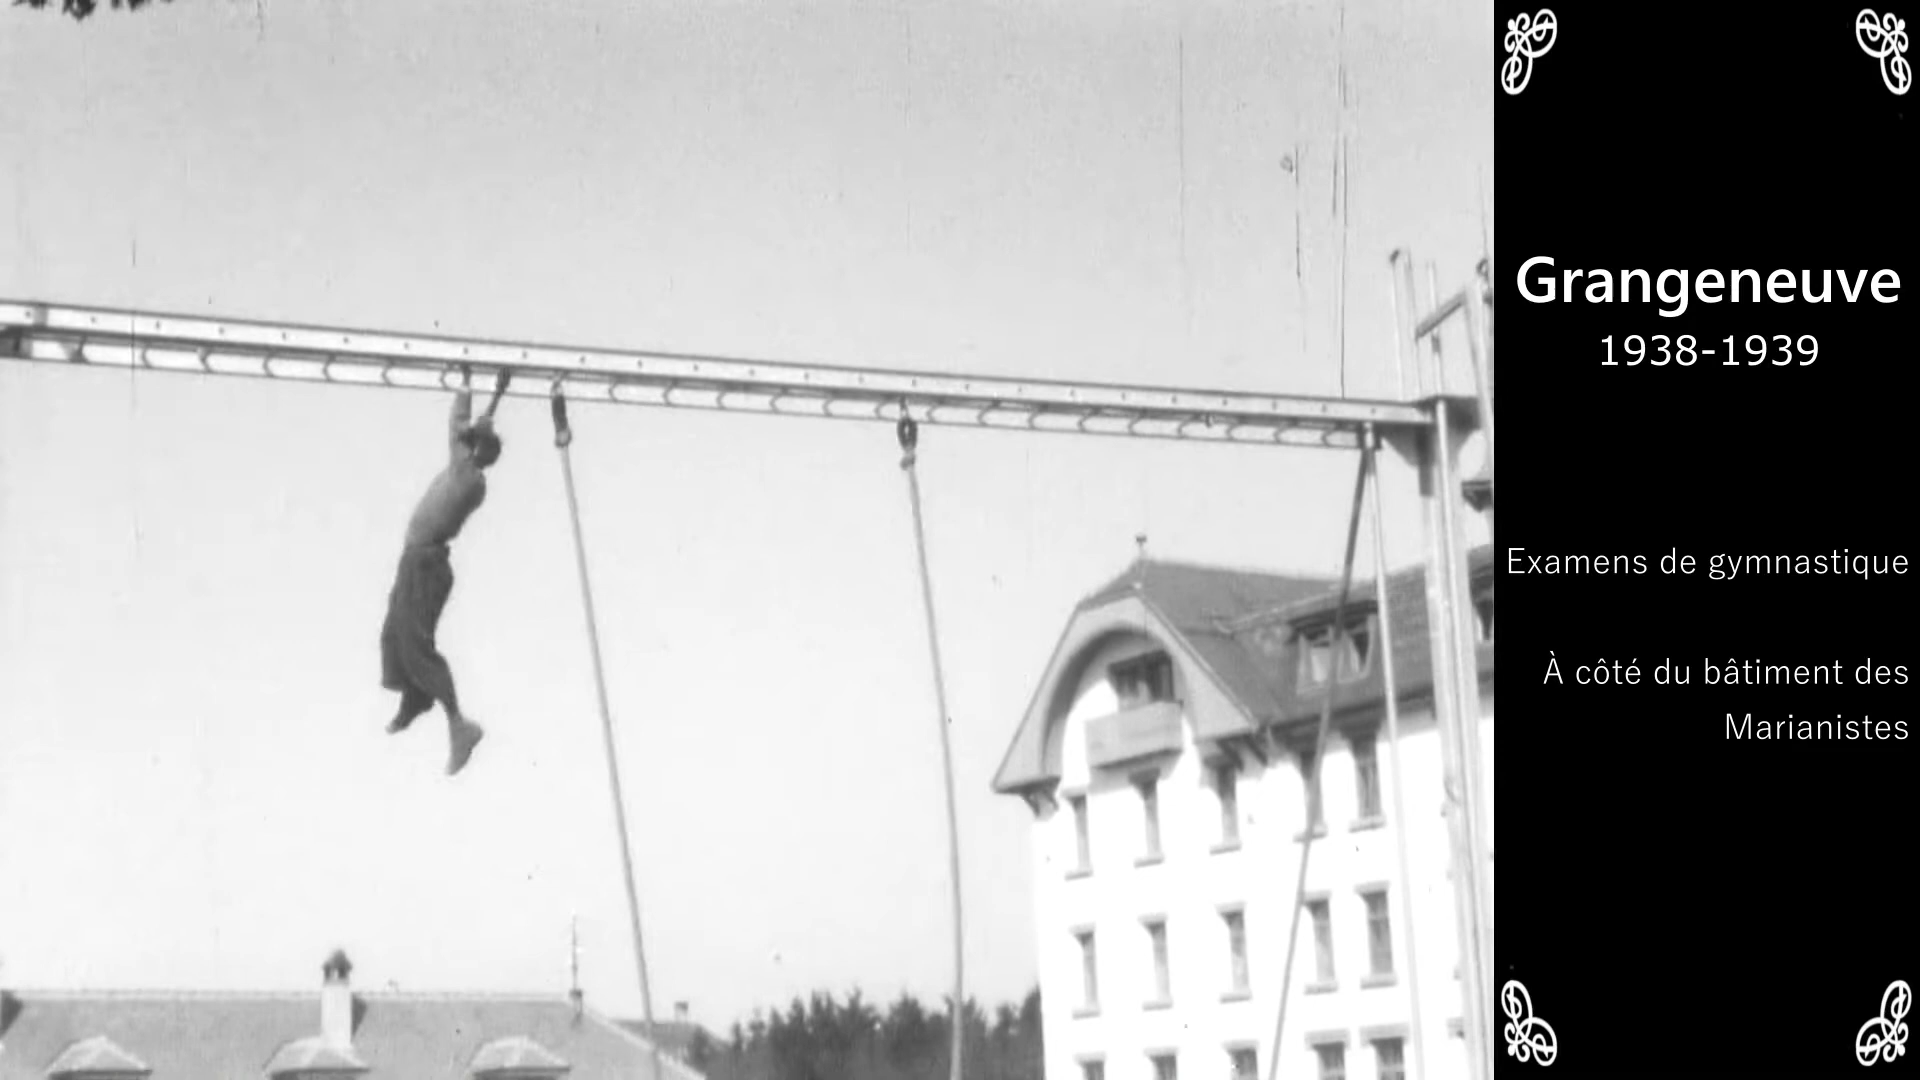 Grangeneuve
1938-1939
Examens de gymnastique
À côté du bâtiment des
Marianistes